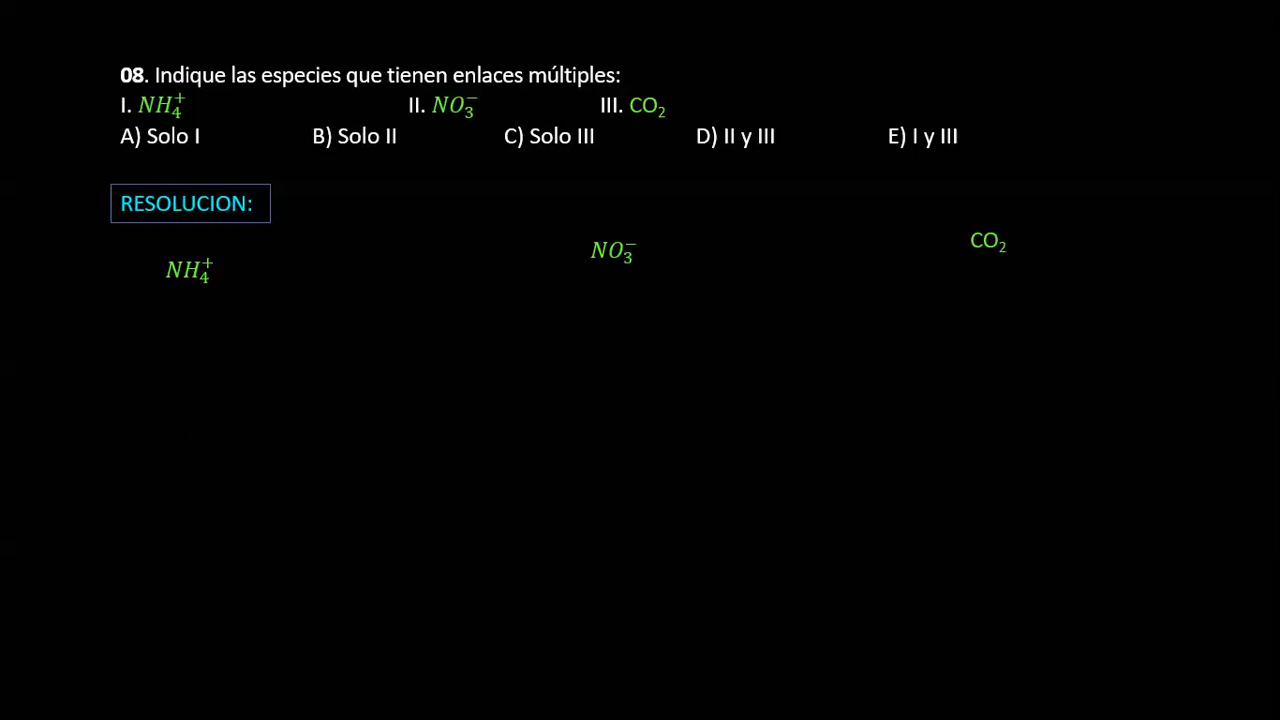 08. Indique las especies que tienen enlaces múltiples:
I. NH₄⁺ II. NO₃⁻ III. CO₂
A) Solo I B) Solo II C) Solo III D) II y III E) I y III
RESOLUCION:
NH₄⁺ NO₃⁻ CO₂